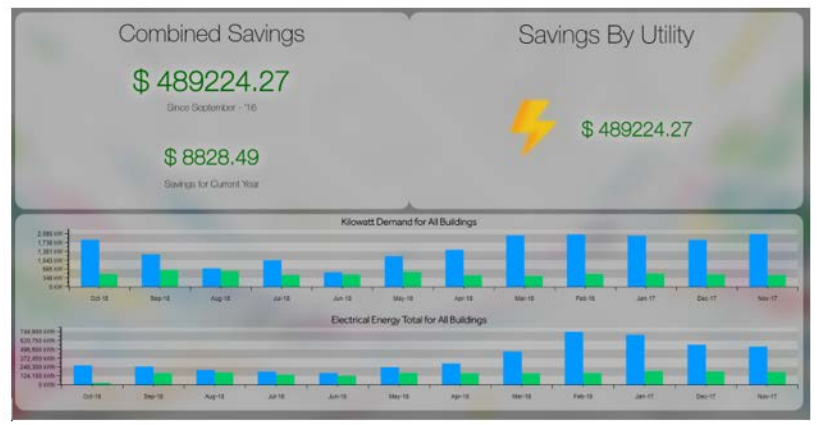 Combined Savings
$ 489224.27
Since September - '16
$ 8828.49
Savings for Current Year
Savings By Utility
$ 489224.27
Kilowatt Demand for All Buildings
0 kW
Oct-18 Sep-18 Aug-18 Jul-18 Jun-18 May-18 Apr-18 Mar-18 Feb-18 Jan-17 Dec-17 Nov-17
Electrical Energy Total for All Buildings
0 kWh
Oct-18 Sep-18 Aug-18 Jul-18 Jun-18 May-18 Apr-18 Mar-18 Feb-18 Jan-17 Dec-17 Nov-17